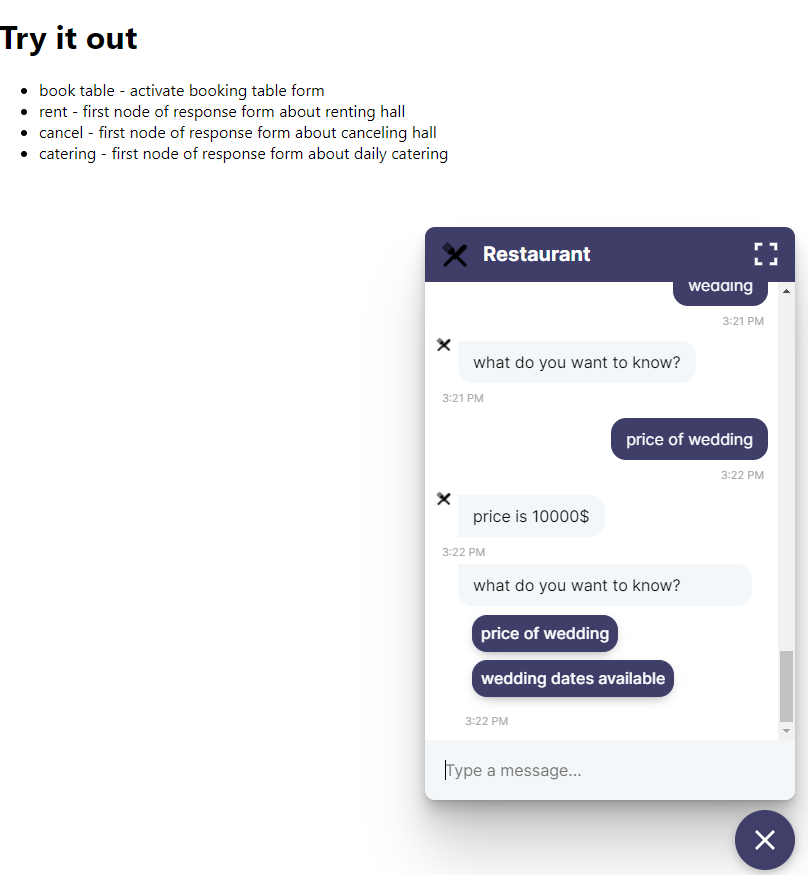 Try it out
book table - activate booking table form
rent - first node of response form about renting hall
cancel - first node of response form about canceling hall
catering - first node of response form about daily catering
Restaurant
wedding
3:21 PM
what do you want to know?
3:21 PM
price of wedding
3:22 PM
price is 10000$
3:22 PM
what do you want to know?
price of wedding
wedding dates available
3:22 PM
Type a message...